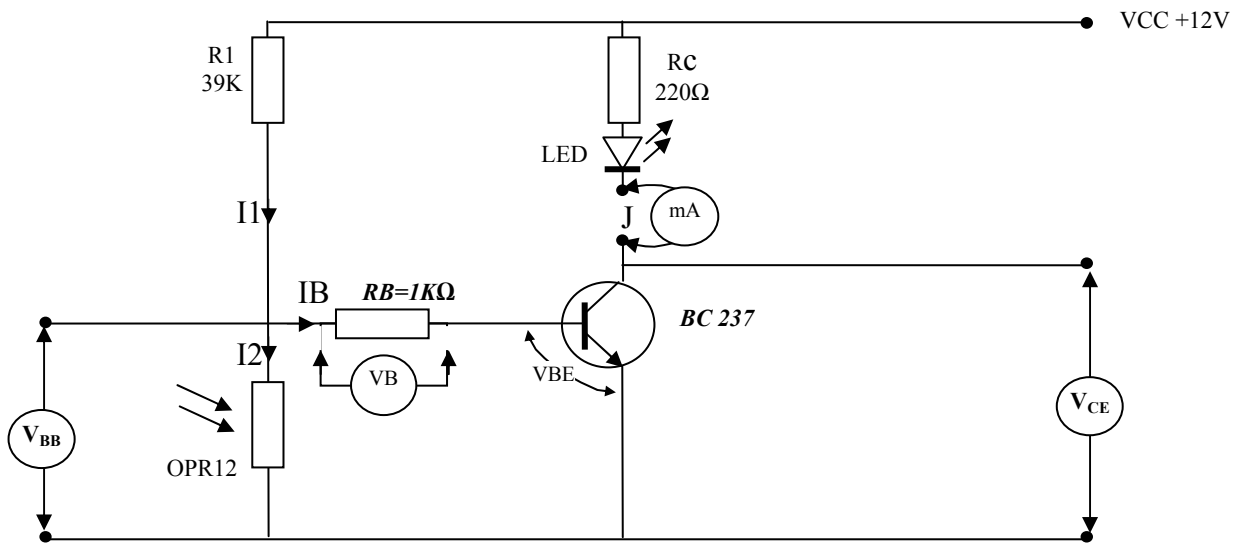 VCC +12V
R1
39K
Rc
220Ω
LED
mA
J
I1
IB
RB=1KΩ
BC 237
I2
VB
VBE
VBB
VCE
OPR12